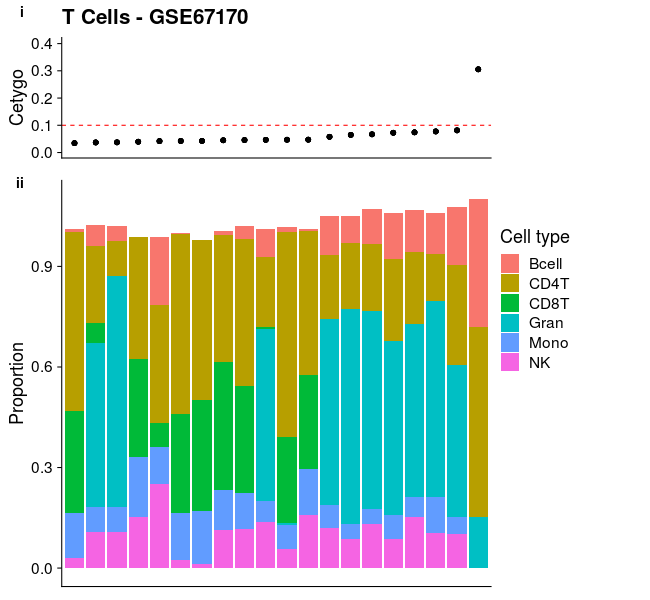 i
T Cells - GSE67170
Cetygo
0.4
0.3
0.2
0.1
0.0
ii
Proportion
0.9
0.6
0.3
0.0
Cell type
Bcell
CD4T
CD8T
Gran
Mono
NK